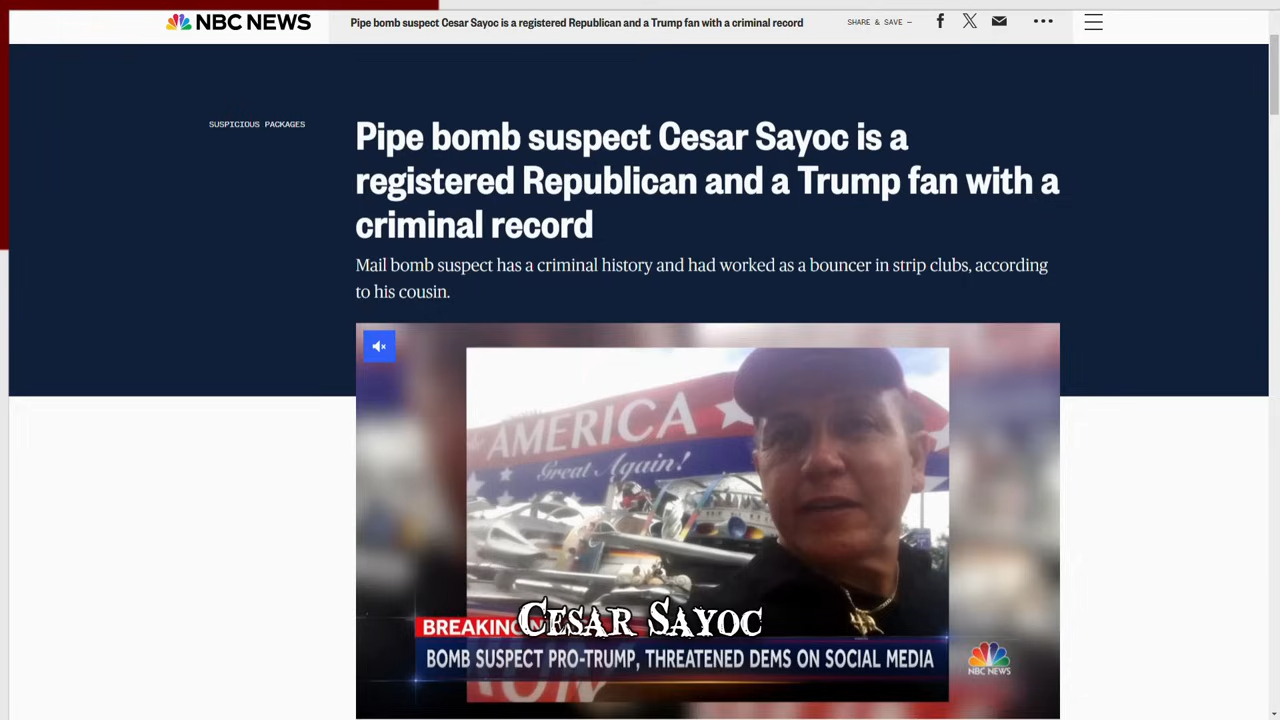 NBC NEWS
Pipe bomb suspect Cesar Sayoc is a registered Republican and a Trump fan with a criminal record
SHARE & SAVE —
SUSPICIOUS PACKAGES
Pipe bomb suspect Cesar Sayoc is a
registered Republican and a Trump fan with a
criminal record
Mail bomb suspect has a criminal history and had worked as a bouncer in strip clubs, according
to his cousin.
AMERICA
Great Again!
CESAR SAYOC
BREAKING
BOMB SUSPECT PRO-TRUMP, THREATENED DEMS ON SOCIAL MEDIA
NBC NEWS